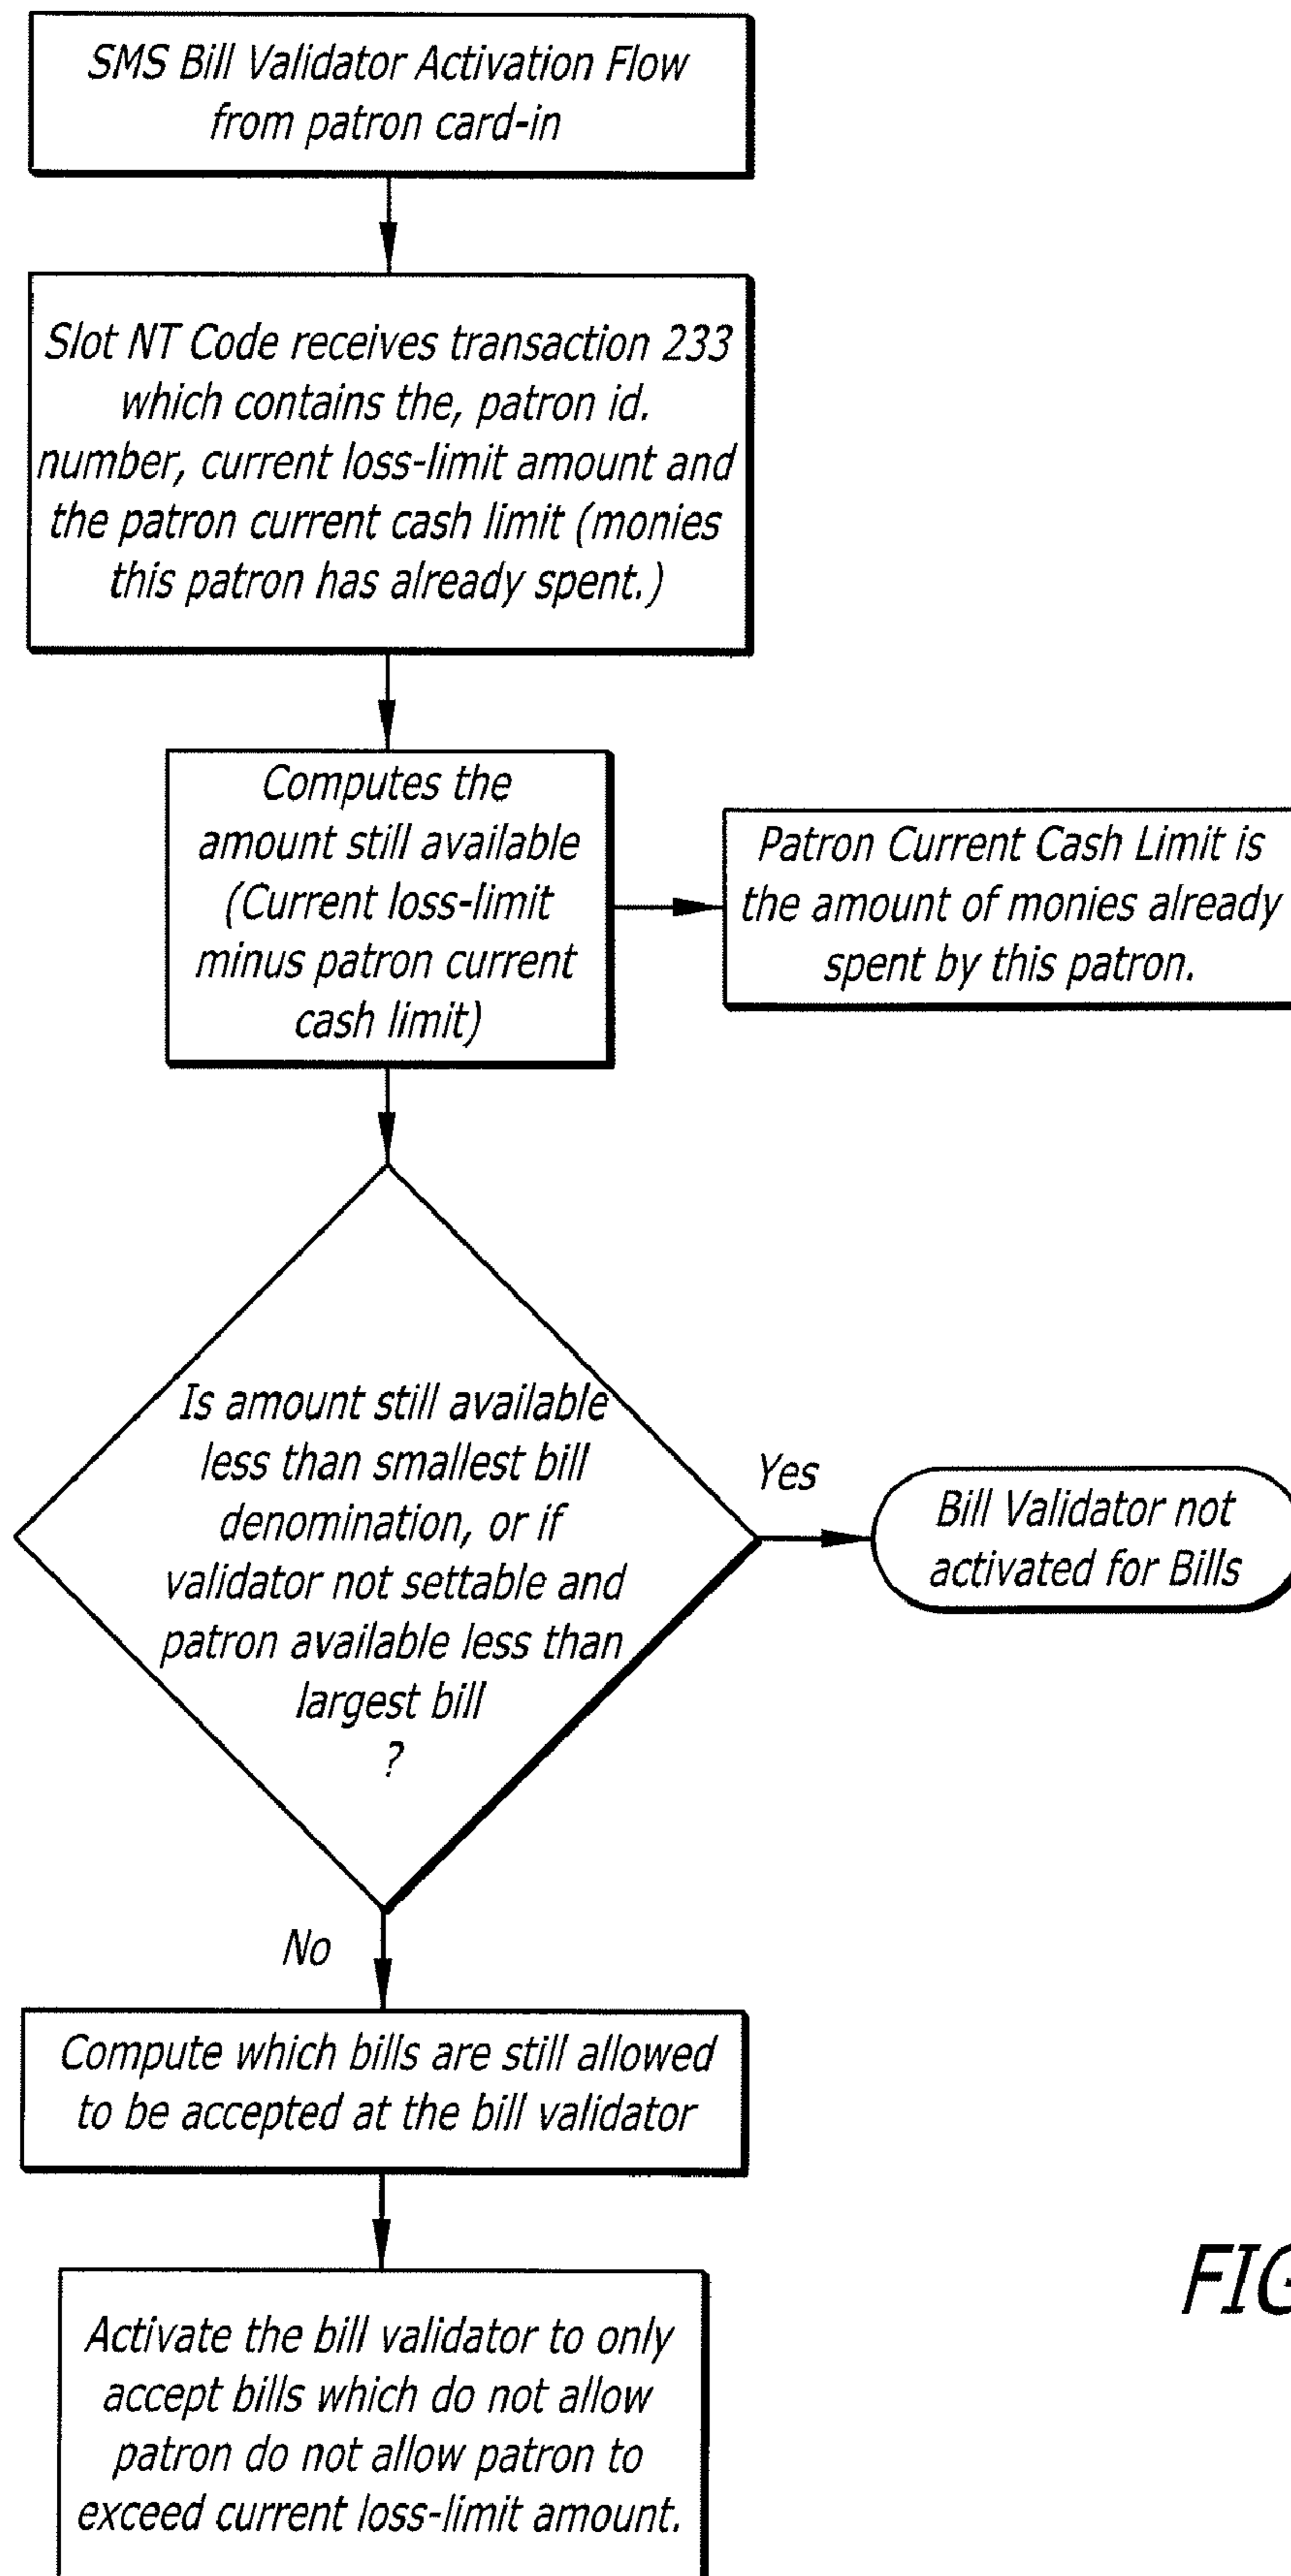 SMS Bill Validator Activation Flow
from patron card-in
Slot NT Code receives transaction 233
which contains the, patron id.
number, current loss-limit amount and
the patron current cash limit (monies
this patron has already spent.)
Computes the
amount still available
(Current loss-limit
minus patron current
cash limit)
Patron Current Cash Limit is
the amount of monies already
spent by this patron.
Is amount still available
less than smallest bill
denomination, or if
validator not settable and
patron available less than
largest bill
?
Yes
Bill Validator not
activated for Bills
No
Compute which bills are still allowed
to be accepted at the bill validator
FIG
Activate the bill validator to only
accept bills which do not allow
patron do not allow patron to
exceed current loss-limit amount.